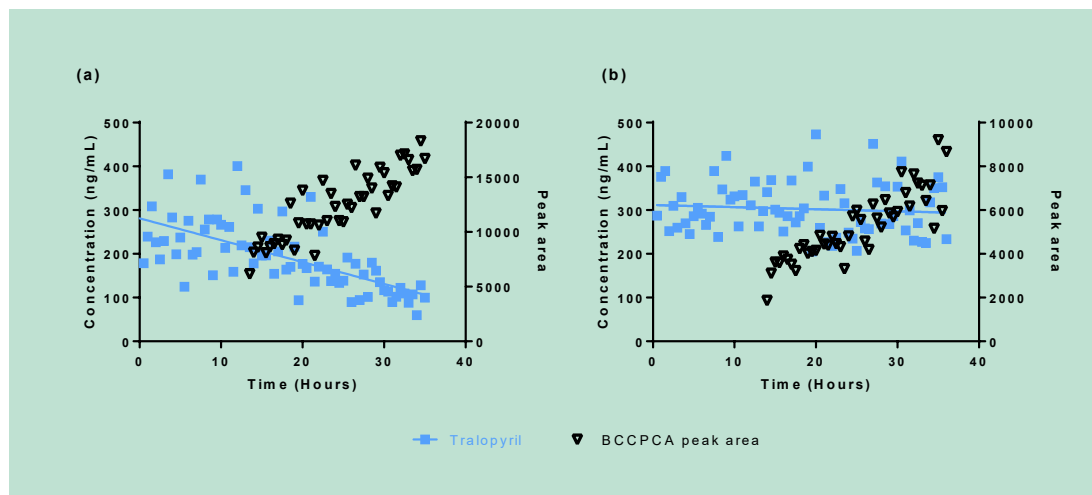 (a)
(b)
500
400
300
200
100
0
Concentration (ng/mL)
20000
15000
10000
5000
0
Peak area
0 10 20 30 40
Time (Hours)
500
400
300
200
100
0
Concentration (ng/mL)
10000
8000
6000
4000
2000
0
Peak area
0 10 20 30 40
Time (Hours)
Tralopyril
BCCPCA peak area